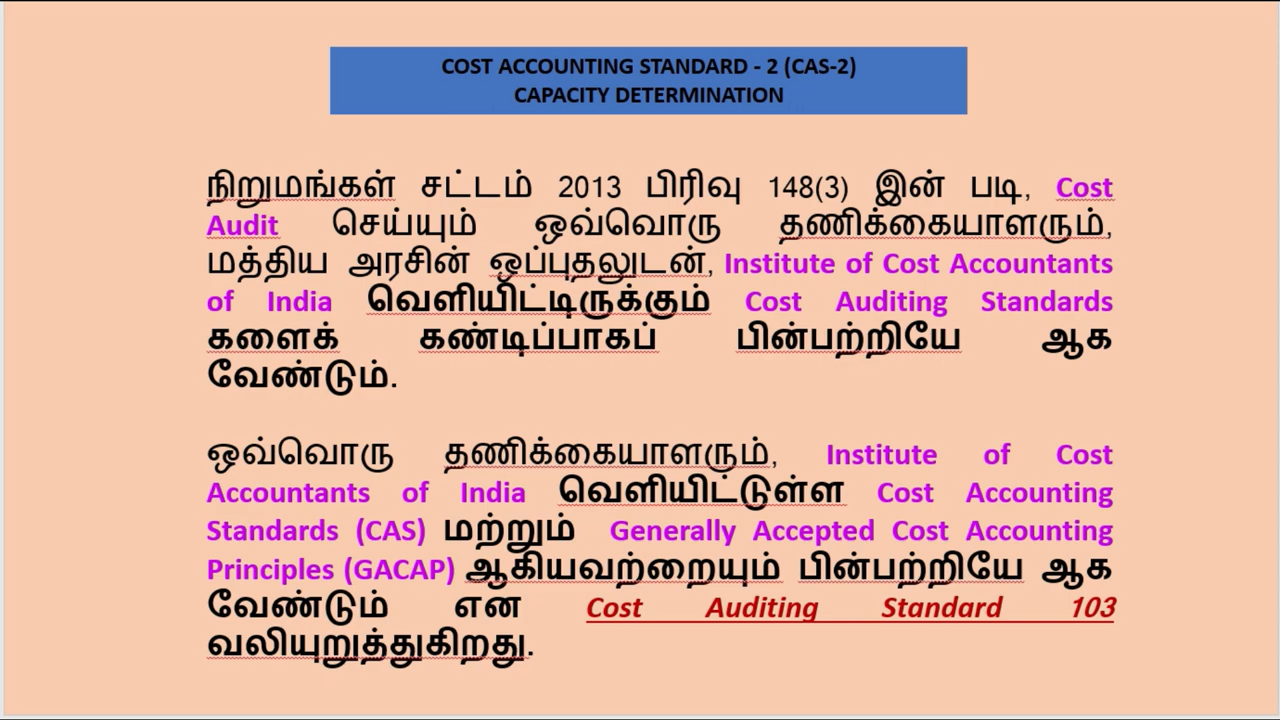 COST ACCOUNTING STANDARD - 2 (CAS-2)
CAPACITY DETERMINATION
நிறுமங்கள் சட்டம் 2013 பிரிவு 148(3) இன் படி, Cost
Audit செய்யும் ஒவ்வொரு தணிக்கையாளரும்,
மத்திய அரசின் ஒப்புதலுடன், Institute of Cost Accountants
of India வெளியிட்டிருக்கும் Cost Auditing Standards
களைக் கண்டிப்பாகப் பின்பற்றியே ஆக
வேண்டும்.
ஒவ்வொரு தணிக்கையாளரும், Institute of Cost
Accountants of India வெளியிட்டுள்ள Cost Accounting
Standards (CAS) மற்றும் Generally Accepted Cost Accounting
Principles (GACAP) ஆகியவற்றையும் பின்பற்றியே ஆக
வேண்டும் என Cost Auditing Standard 103
வலியுறுத்துகிறது.